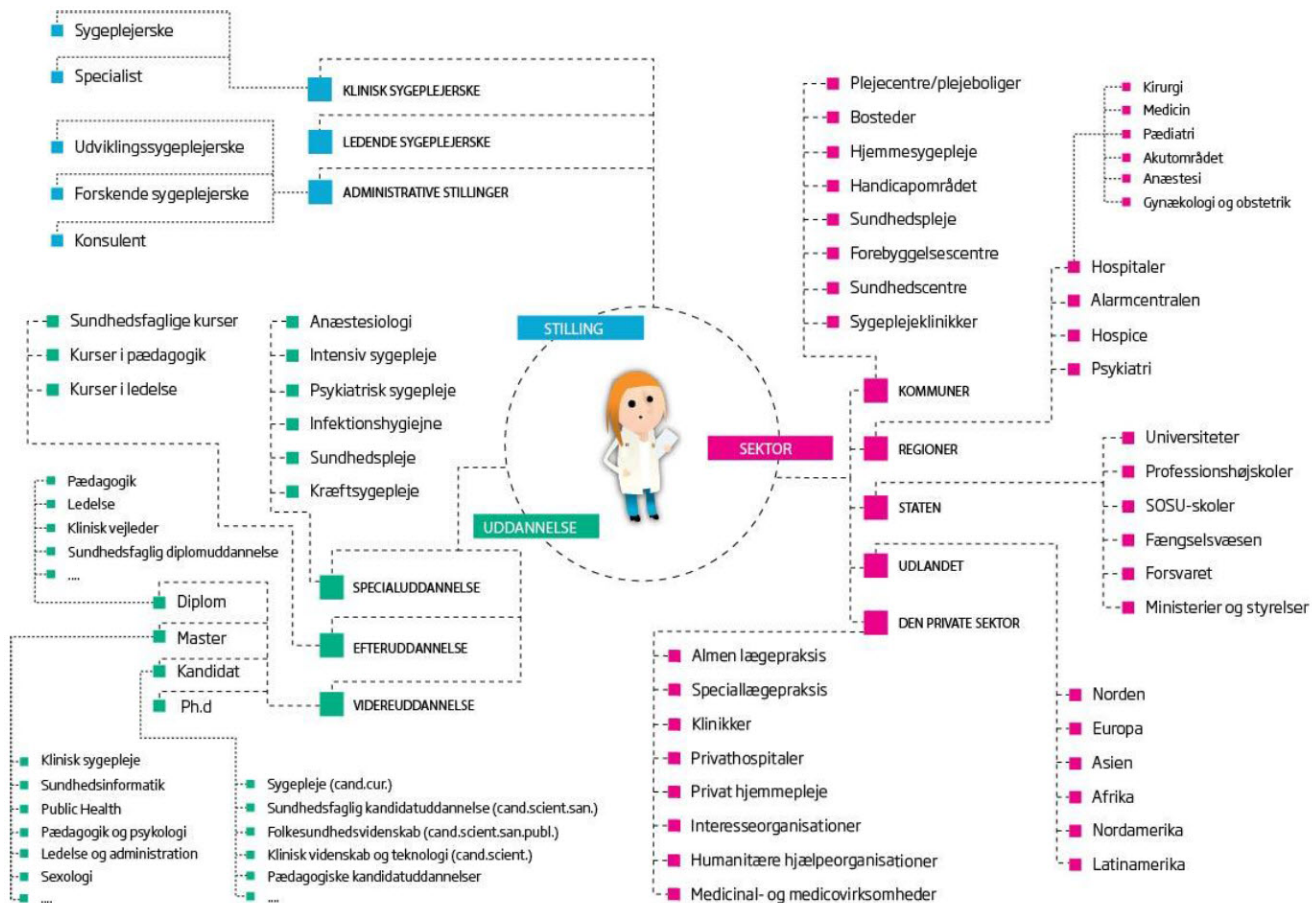 Sygeplejerske
Specialist
KLINISK SYGEPLEJERSKE
LEDENDE SYGEPLEJERSKE
ADMINISTRATIVE STILLINGER
Udviklingssygeplejerske
Forskende sygeplejerske
Konsulent
STILLING
Plejecentre/plejeboliger
Bosteder
Hjemmesygepleje
Handicapområdet
Sundhedspleje
Forebyggelsescentre
Sundhedscentre
Sygeplejeklinikker
Kirurgi
Medicin
Pædiatri
Akutområdet
Anæstesi
Gynækologi og obstetrik
Hospitaler
Alarmcentralen
Hospice
Psykiatri
SEKTOR
KOMMUNER
REGIONER
STATEN
UDLANDET
DEN PRIVATE SEKTOR
Universiteter
Professionshøjskoler
SOSU-skoler
Fængselsvæsen
Forsvaret
Ministerier og styrelser
Almen lægepraksis
Speciallægepraksis
Klinikker
Privathospitaler
Privat hjemmepleje
Interesseorganisationer
Humanitære hjælpeorganisationer
Medicinal- og medicovirksomheder
Norden
Europa
Asien
Afrika
Nordamerika
Latinamerika
Sundhedsfaglige kurser
Kurser i pædagogik
Kurser i ledelse
Anæstesiologi
Intensiv sygepleje
Psykiatrisk sygepleje
Infektionshygiejne
Sundhedspleje
Kræftsygepleje
UDDANNELSE
SPECIALUDDANNELSE
EFTERUDDANNELSE
VIDEREUDDANNELSE
Pædagogik
Ledelse
Klinisk vejleder
Sundhedsfaglig diplomuddannelse
....
Diplom
Master
Kandidat
Ph.d
Klinisk sygepleje
Sundhedsinformatik
Public Health
Pædagogik og psykologi
Ledelse og administration
Sexologi
....
Sygepleje (cand.cur.)
Sundhedsfaglig kandidatuddannelse (cand.scient.san.)
Folkesundhedsvidenskab (cand.scient.san.publ.)
Klinisk videnskab og teknologi (cand.scient.)
Pædagogiske kandidatuddannelser
....